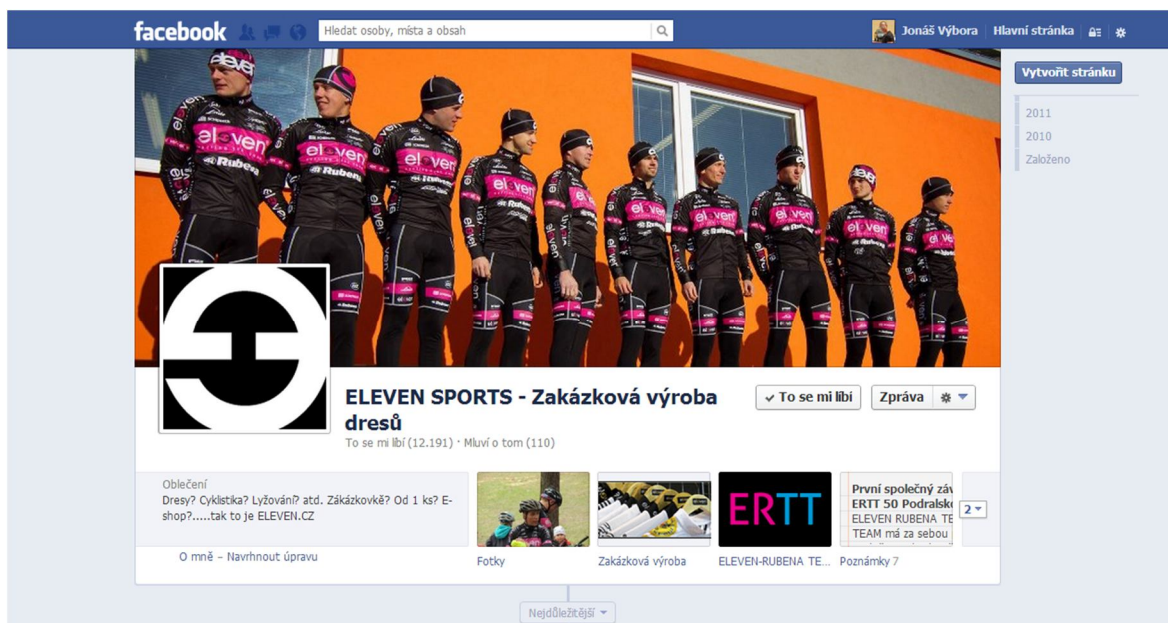 facebook
Hledat osoby, místa a obsah
Jonáš Výbora
Hlavní stránka
Vytvořit stránku
2011
2010
Založeno
eleven
Rubena
ELEVEN SPORTS - Zakázková výroba
dresů
To se mi líbí (12.191) · Mluví o tom (110)
✓ To se mi líbí
Zpráva
Oblečení
Dresy? Cyklistika? Lyžování? atd. Zákázkovkě? Od 1 ks? E-
shop?.....tak to je ELEVEN.CZ
O mně – Navrhnout úpravu
Fotky
Zakázková výroba
ERTT
ELEVEN-RUBENA TE...
První společný záv
ERTT 50 Podralsk
ELEVEN RUBENA TE
TEAM má za sebou
Poznámky 7
2
Nejdůležitější